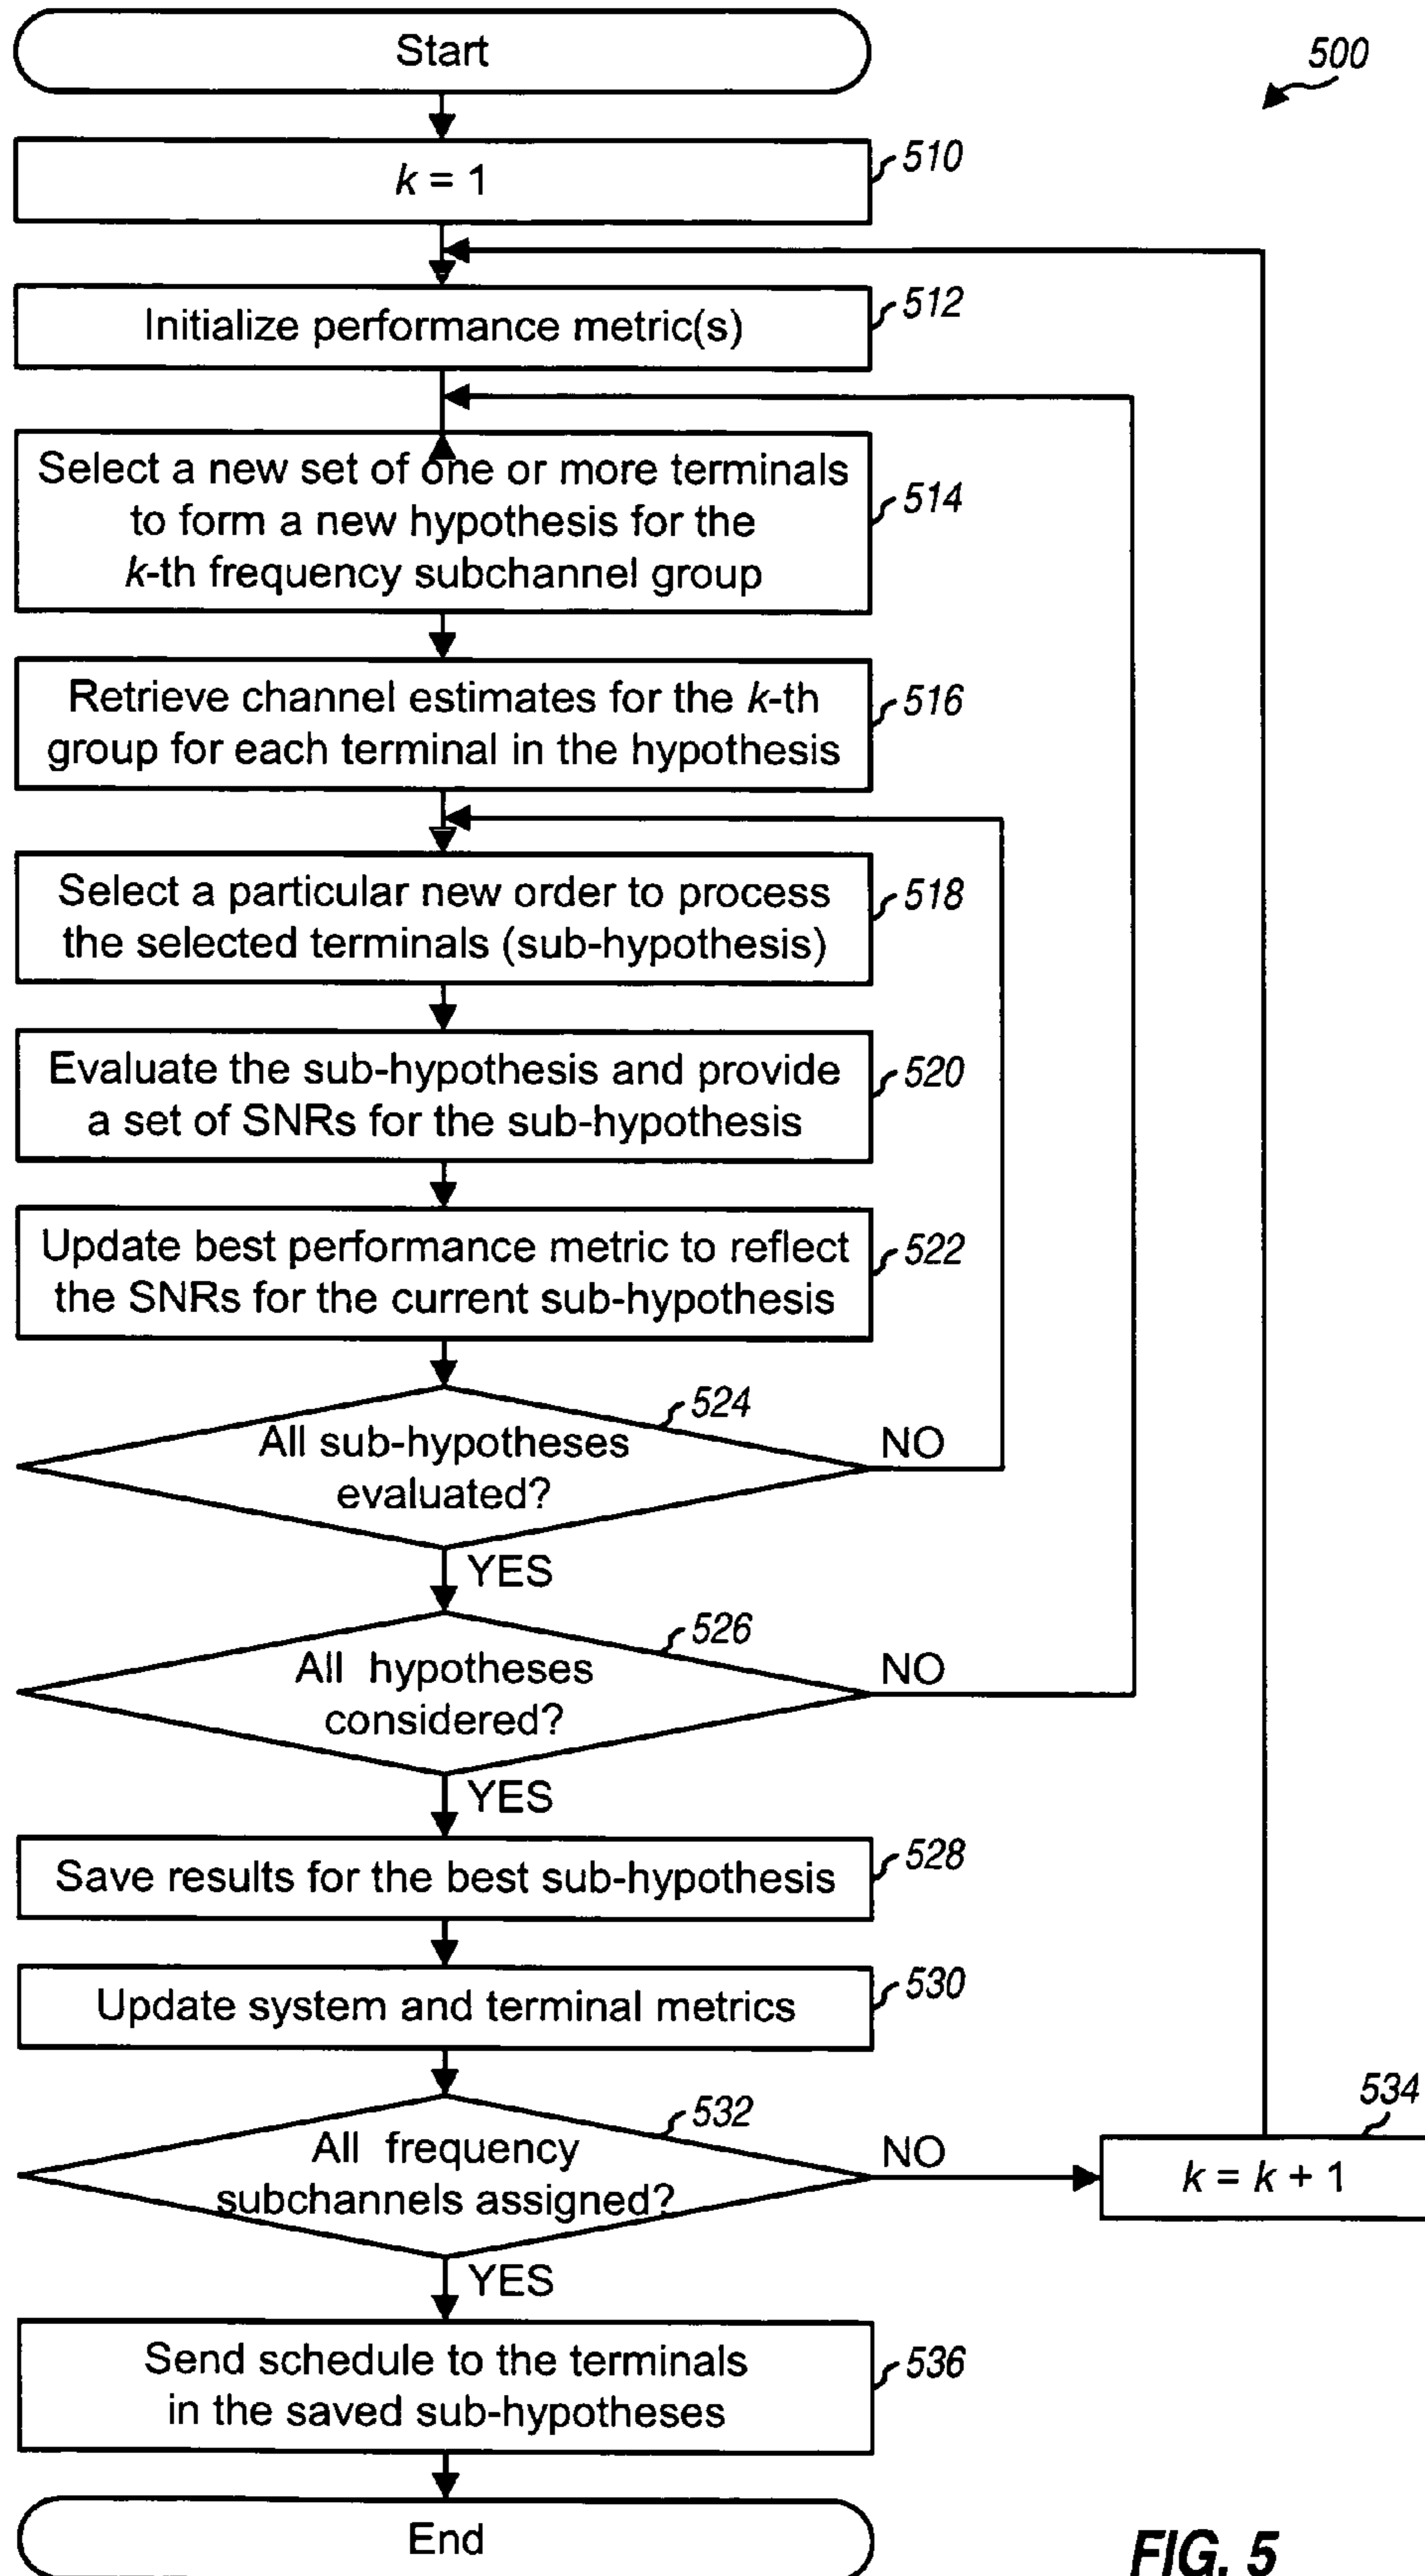 Start
500
k = 1
510
Initialize performance metric(s)
512
Select a new set of one or more terminals
to form a new hypothesis for the
k-th frequency subchannel group
514
Retrieve channel estimates for the k-th
group for each terminal in the hypothesis
516
Select a particular new order to process
the selected terminals (sub-hypothesis)
518
Evaluate the sub-hypothesis and provide
a set of SNRs for the sub-hypothesis
520
Update best performance metric to reflect
the SNRs for the current sub-hypothesis
522
524
All sub-hypotheses
evaluated?
NO
YES
526
All hypotheses
considered?
NO
YES
Save results for the best sub-hypothesis
528
Update system and terminal metrics
530
532
All frequency
subchannels assigned?
NO
534
k = k + 1
YES
Send schedule to the terminals
in the saved sub-hypotheses
536
End
FIG. 5